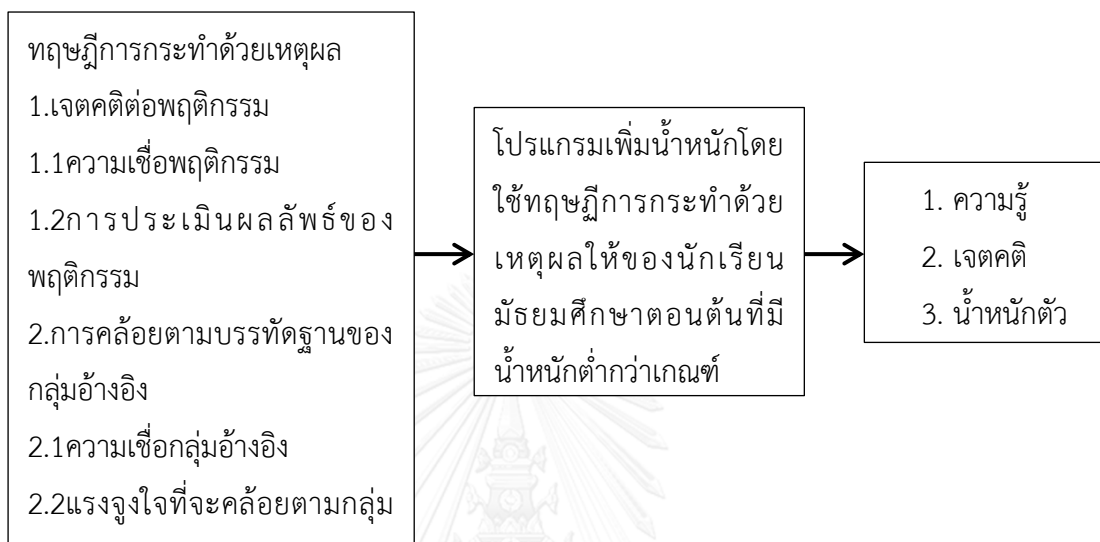 ทฤษฎีการกระทำด้วยเหตุผล
1.เจตคติต่อพฤติกรรม
1.1ความเชื่อพฤติกรรม
1.2การประเมินผลลัพธ์ของ
พฤติกรรม
2.การคล้อยตามบรรทัดฐานของ
กลุ่มอ้างอิง
2.1ความเชื่อกลุ่มอ้างอิง
2.2แรงจูงใจที่จะคล้อยตามกลุ่ม
โปรแกรมเพิ่มน้ำหนักโดย
ใช้ทฤษฏีการกระทำด้วย
เหตุผลให้ของนักเรียน
มัธยมศึกษาตอนต้นที่มี
น้ำหนักต่ำกว่าเกณฑ์
1. ความรู้
2. เจตคติ
3. น้ำหนักตัว